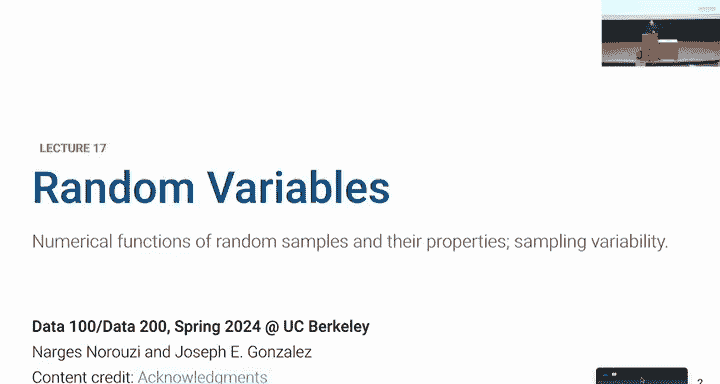 LECTURE 17
Random Variables
Numerical functions of random samples and their properties; sampling variability.
Data 100/Data 200, Spring 2024 @ UC Berkeley
Narges Norouzi and Joseph E. Gonzalez
Content credit: Acknowledgments
2